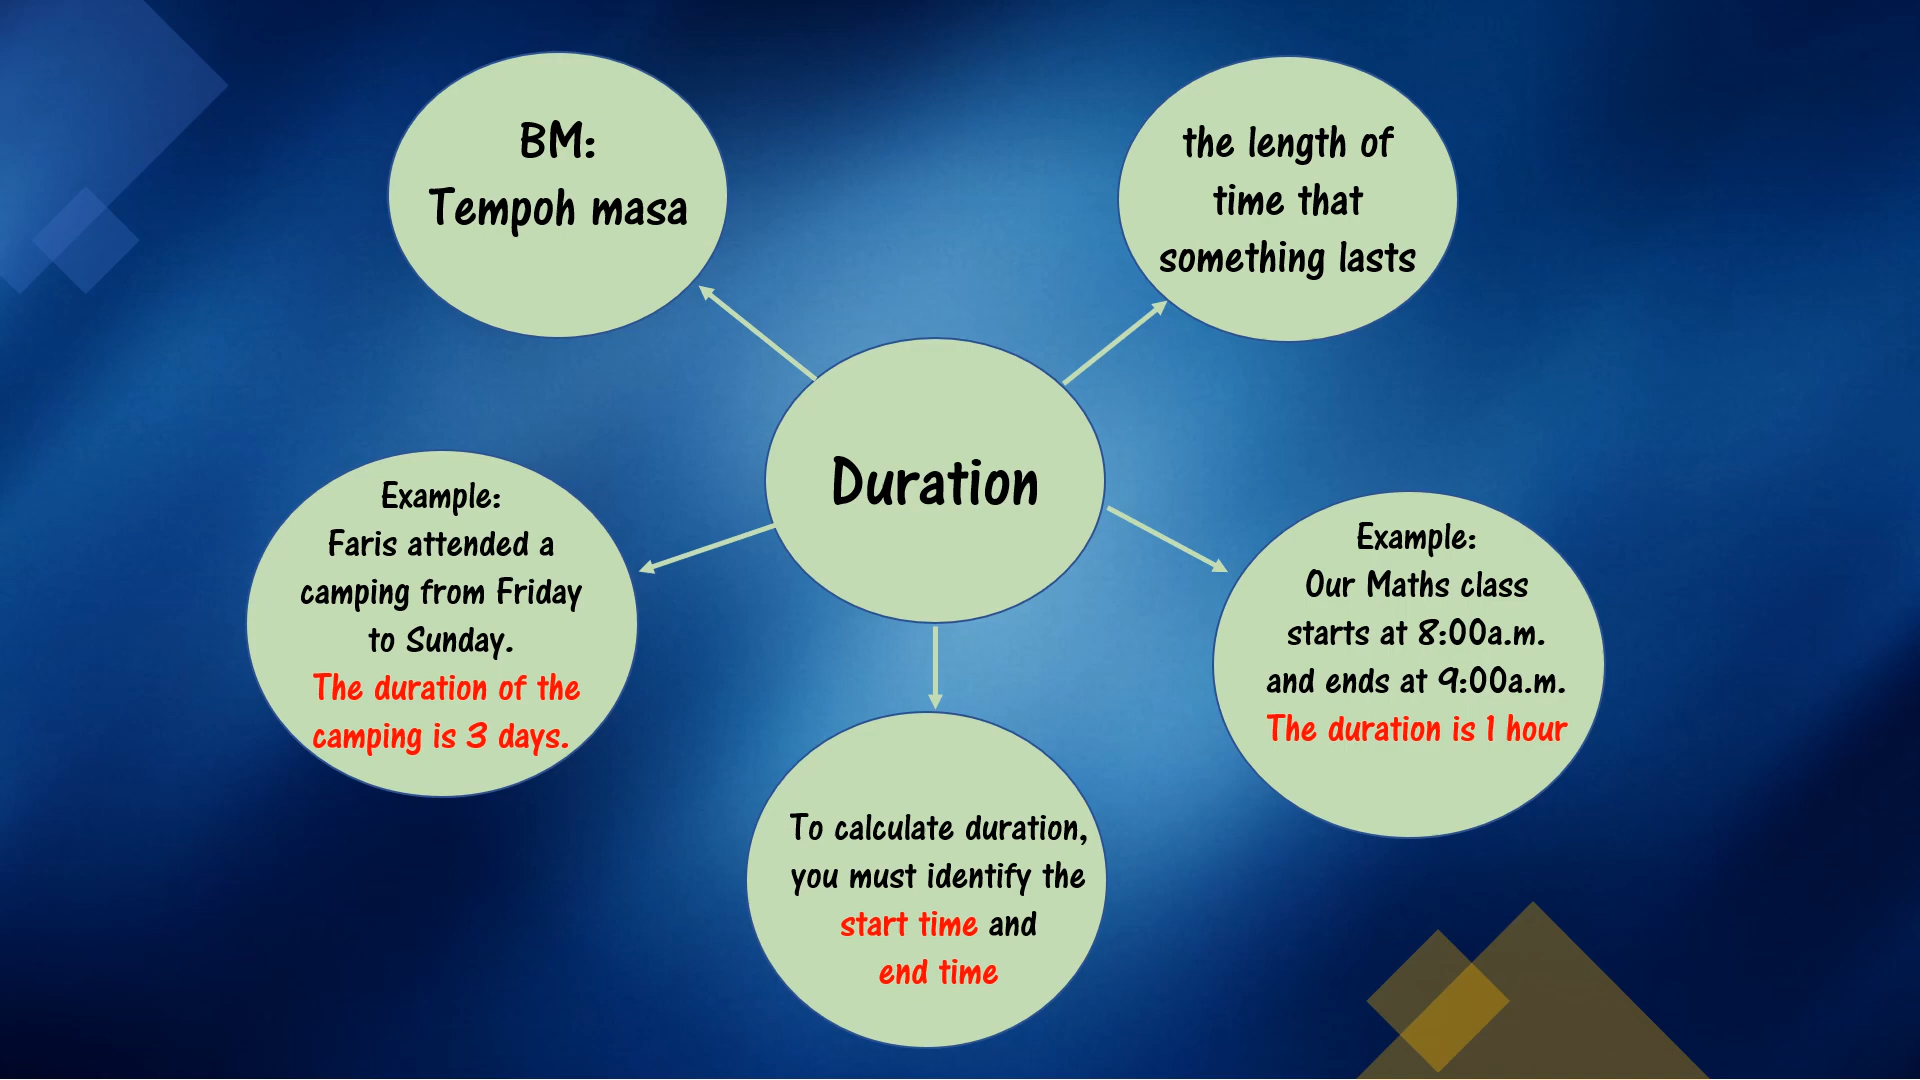 BM:
Tempoh masa
the length of
time that
something lasts
Duration
Example:
Faris attended a
camping from Friday
to Sunday.
The duration of the
camping is 3 days.
Example:
Our Maths class
starts at 8:00a.m.
and ends at 9:00a.m.
The duration is 1 hour
To calculate duration,
you must identify the
start time and
end time